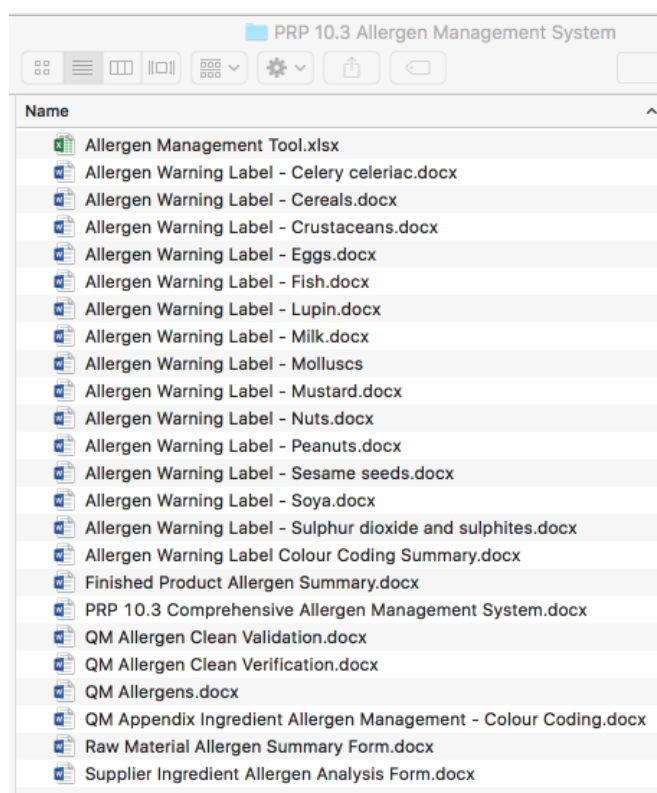 PRP 10.3 Allergen Management System
Name
Allergen Management Tool.xlsx
Allergen Warning Label - Celery celeriac.docx
Allergen Warning Label - Cereals.docx
Allergen Warning Label - Crustaceans.docx
Allergen Warning Label - Eggs.docx
Allergen Warning Label - Fish.docx
Allergen Warning Label - Lupin.docx
Allergen Warning Label - Milk.docx
Allergen Warning Label - Molluscs
Allergen Warning Label - Mustard.docx
Allergen Warning Label - Nuts.docx
Allergen Warning Label - Peanuts.docx
Allergen Warning Label - Sesame seeds.docx
Allergen Warning Label - Soya.docx
Allergen Warning Label - Sulphur dioxide and sulphites.docx
Allergen Warning Label Colour Coding Summary.docx
Finished Product Allergen Summary.docx
PRP 10.3 Comprehensive Allergen Management System.docx
QM Allergen Clean Validation.docx
QM Allergen Clean Verification.docx
QM Allergens.docx
QM Appendix Ingredient Allergen Management - Colour Coding.docx
Raw Material Allergen Summary Form.docx
Supplier Ingredient Allergen Analysis Form.docx